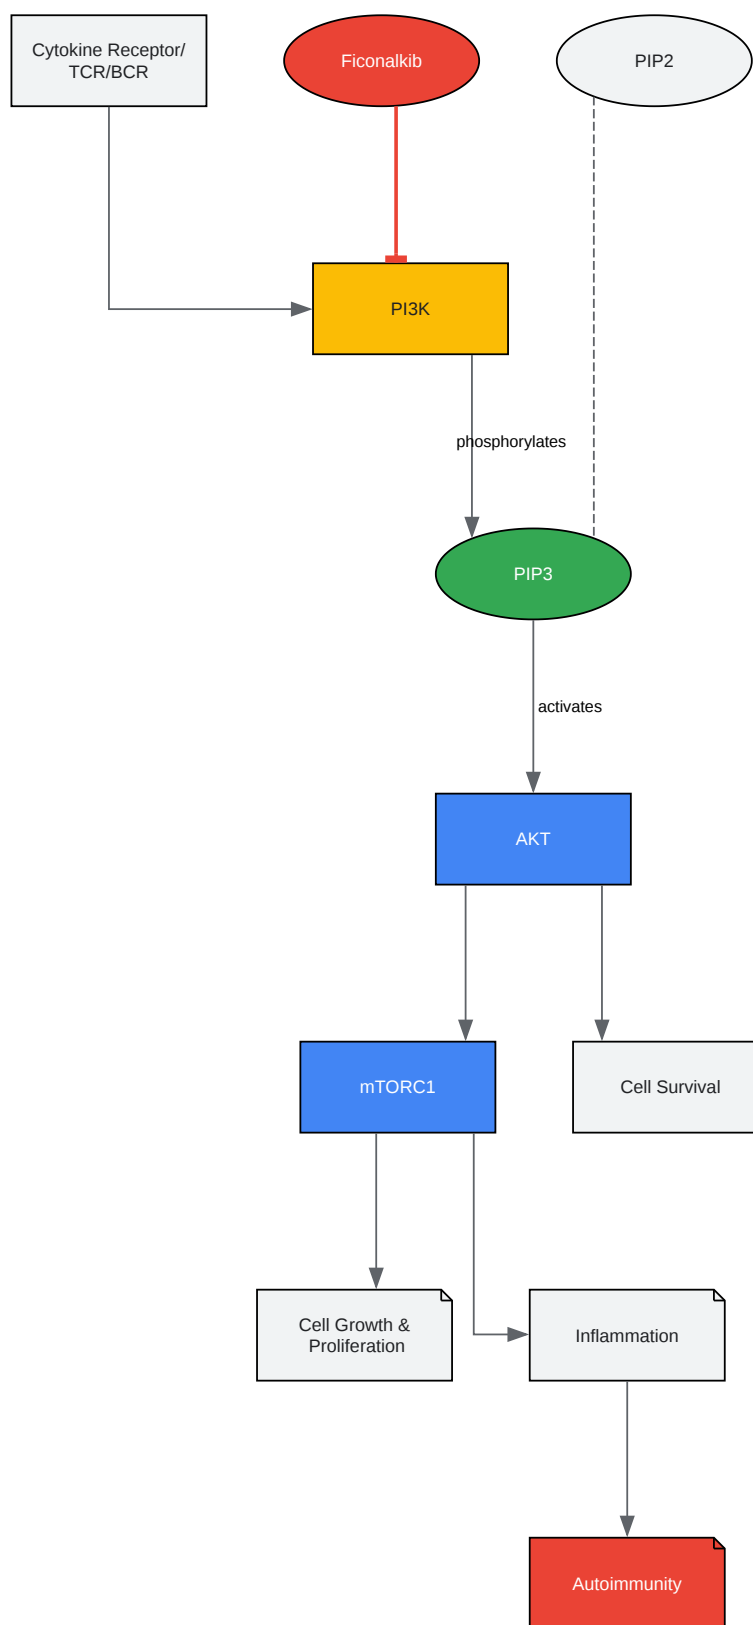 Cytokine Receptor/
TCR/BCR
Ficonalkib
PIP2
PI3K
phosphorylates
PIP3
activates
AKT
mTORC1
Cell Survival
Cell Growth &
Proliferation
Inflammation
Autoimmunity